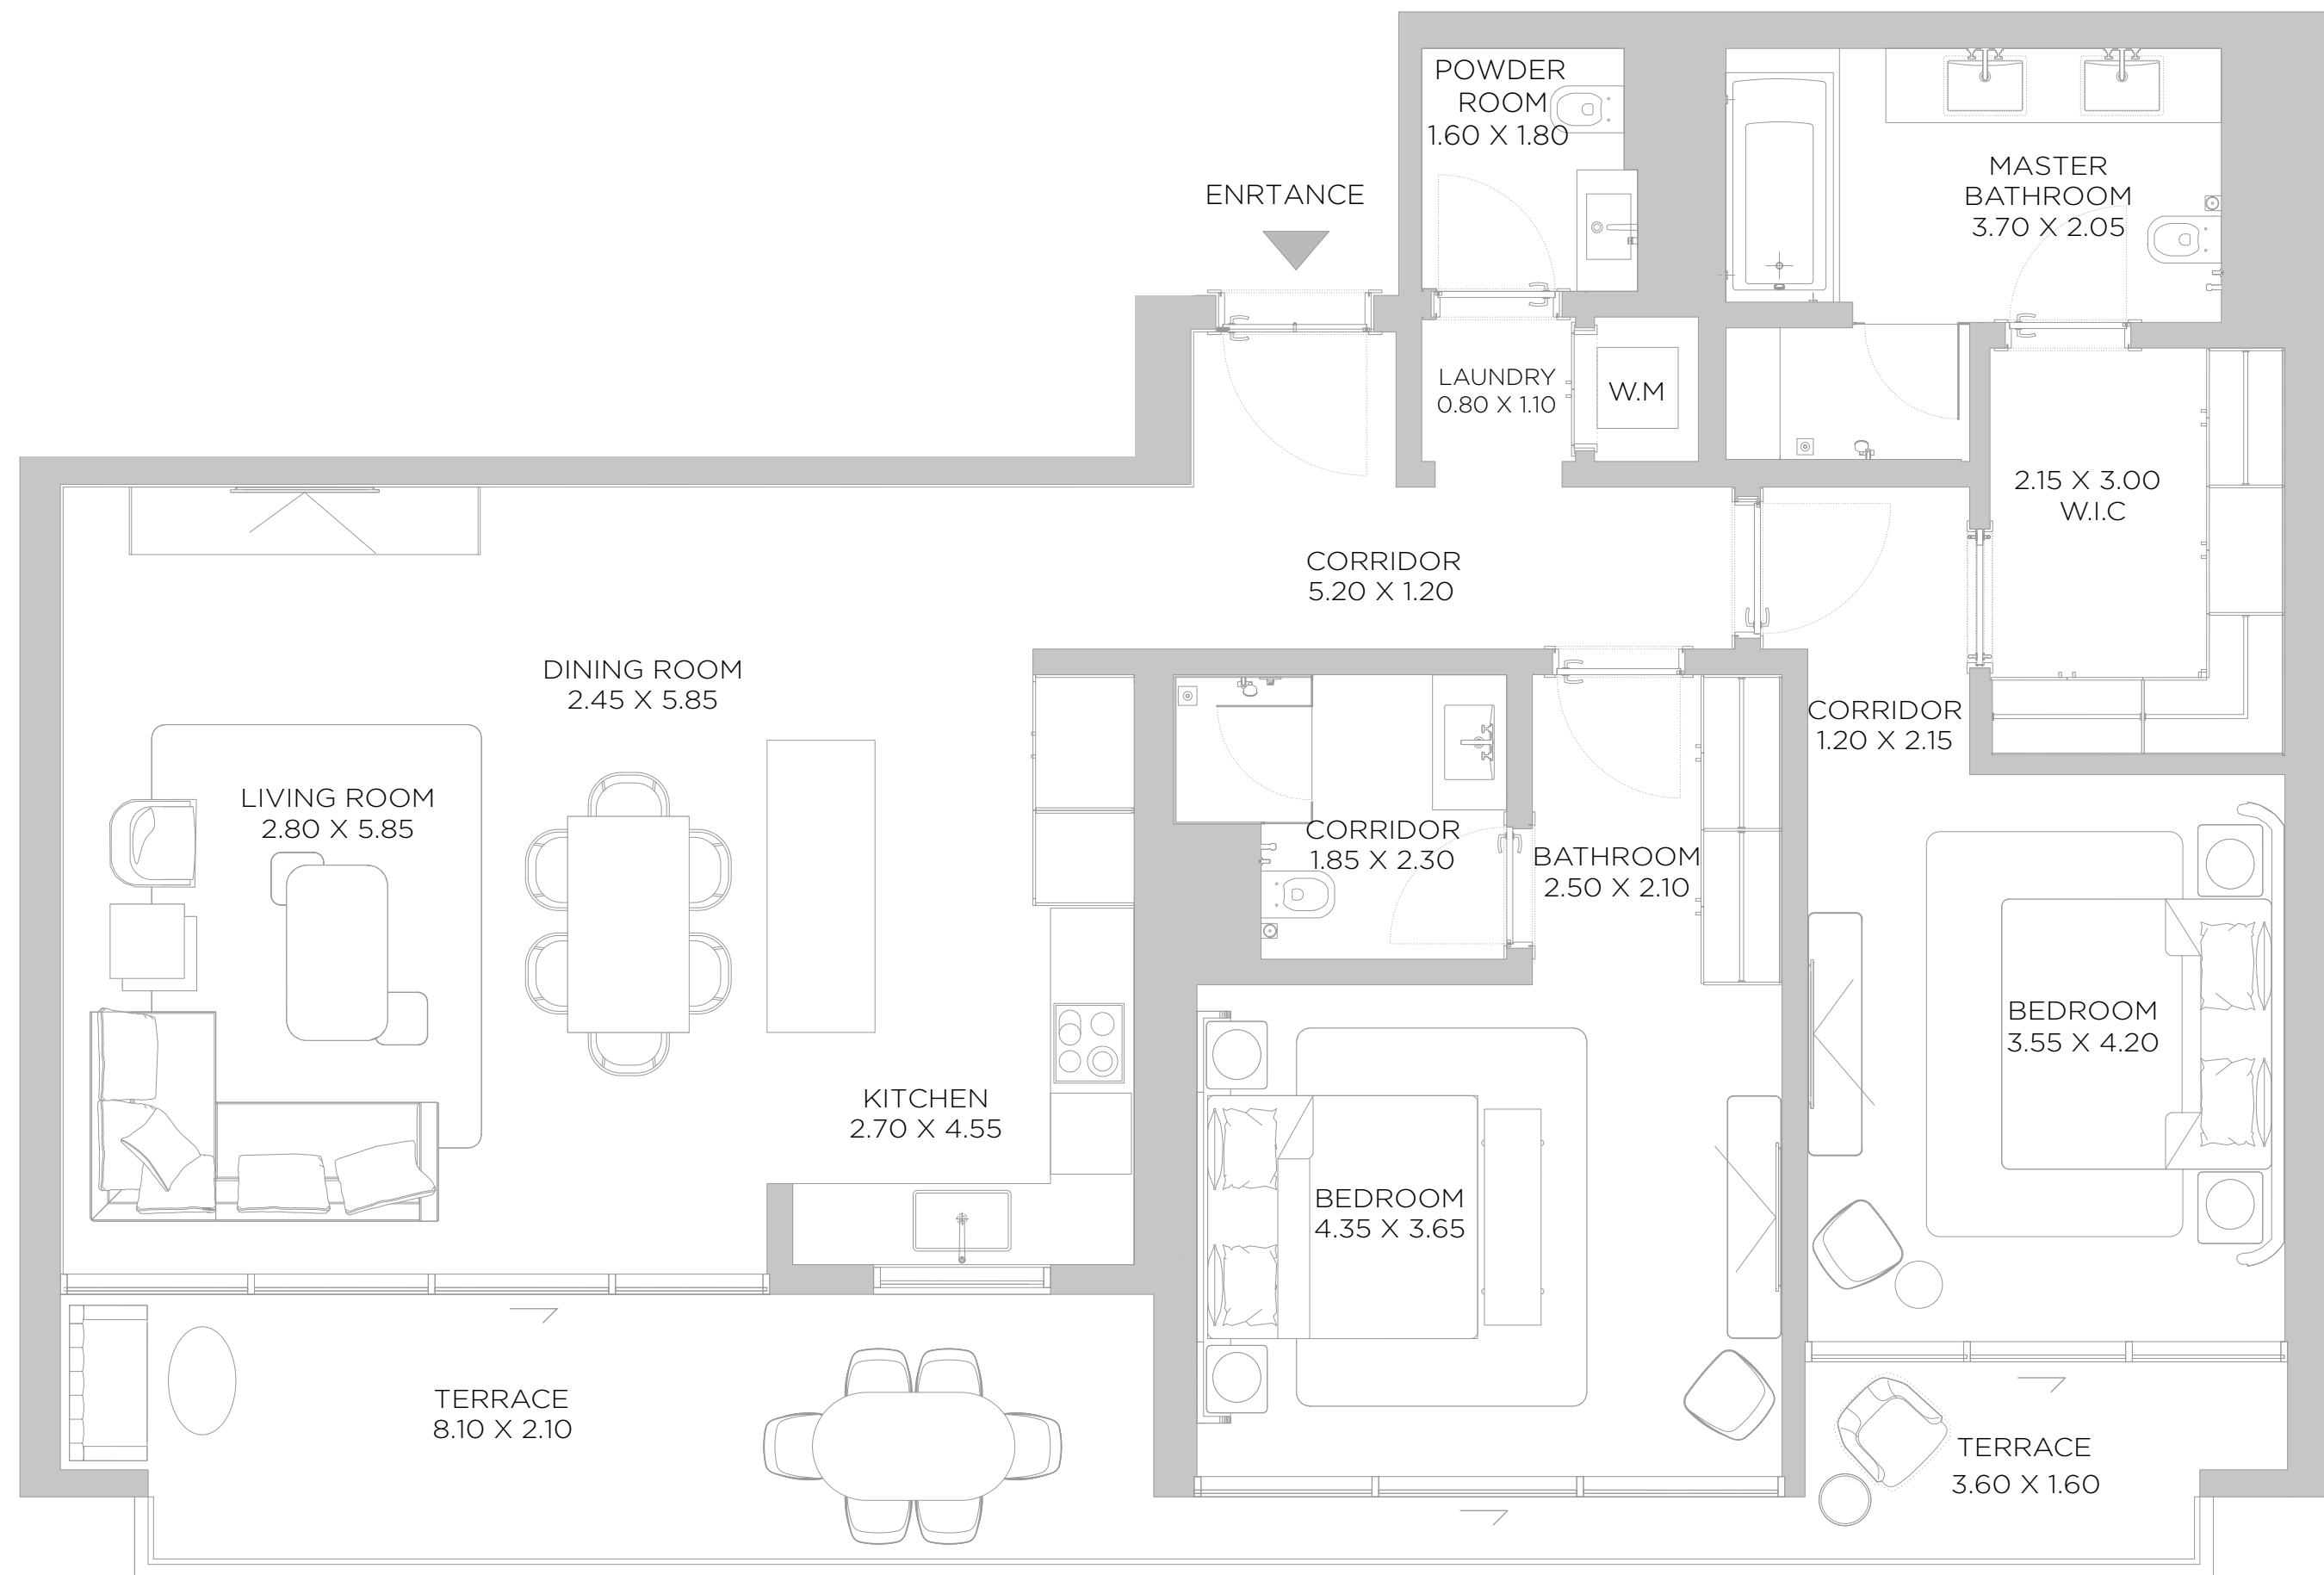 POWDER
ROOM
1.60 X 1.80
ENRTANCE
MASTER
BATHROOM
3.70 X 2.05
LAUNDRY
0.80 X 1.10
W.M
2.15 X 3.00
W.I.C
CORRIDOR
5.20 X 1.20
DINING ROOM
2.45 X 5.85
CORRIDOR
1.20 X 2.15
LIVING ROOM
2.80 X 5.85
CORRIDOR
1.85 X 2.30
BATHROOM
2.50 X 2.10
BEDROOM
3.55 X 4.20
KITCHEN
2.70 X 4.55
BEDROOM
4.35 X 3.65
TERRACE
8.10 X 2.10
TERRACE
3.60 X 1.60